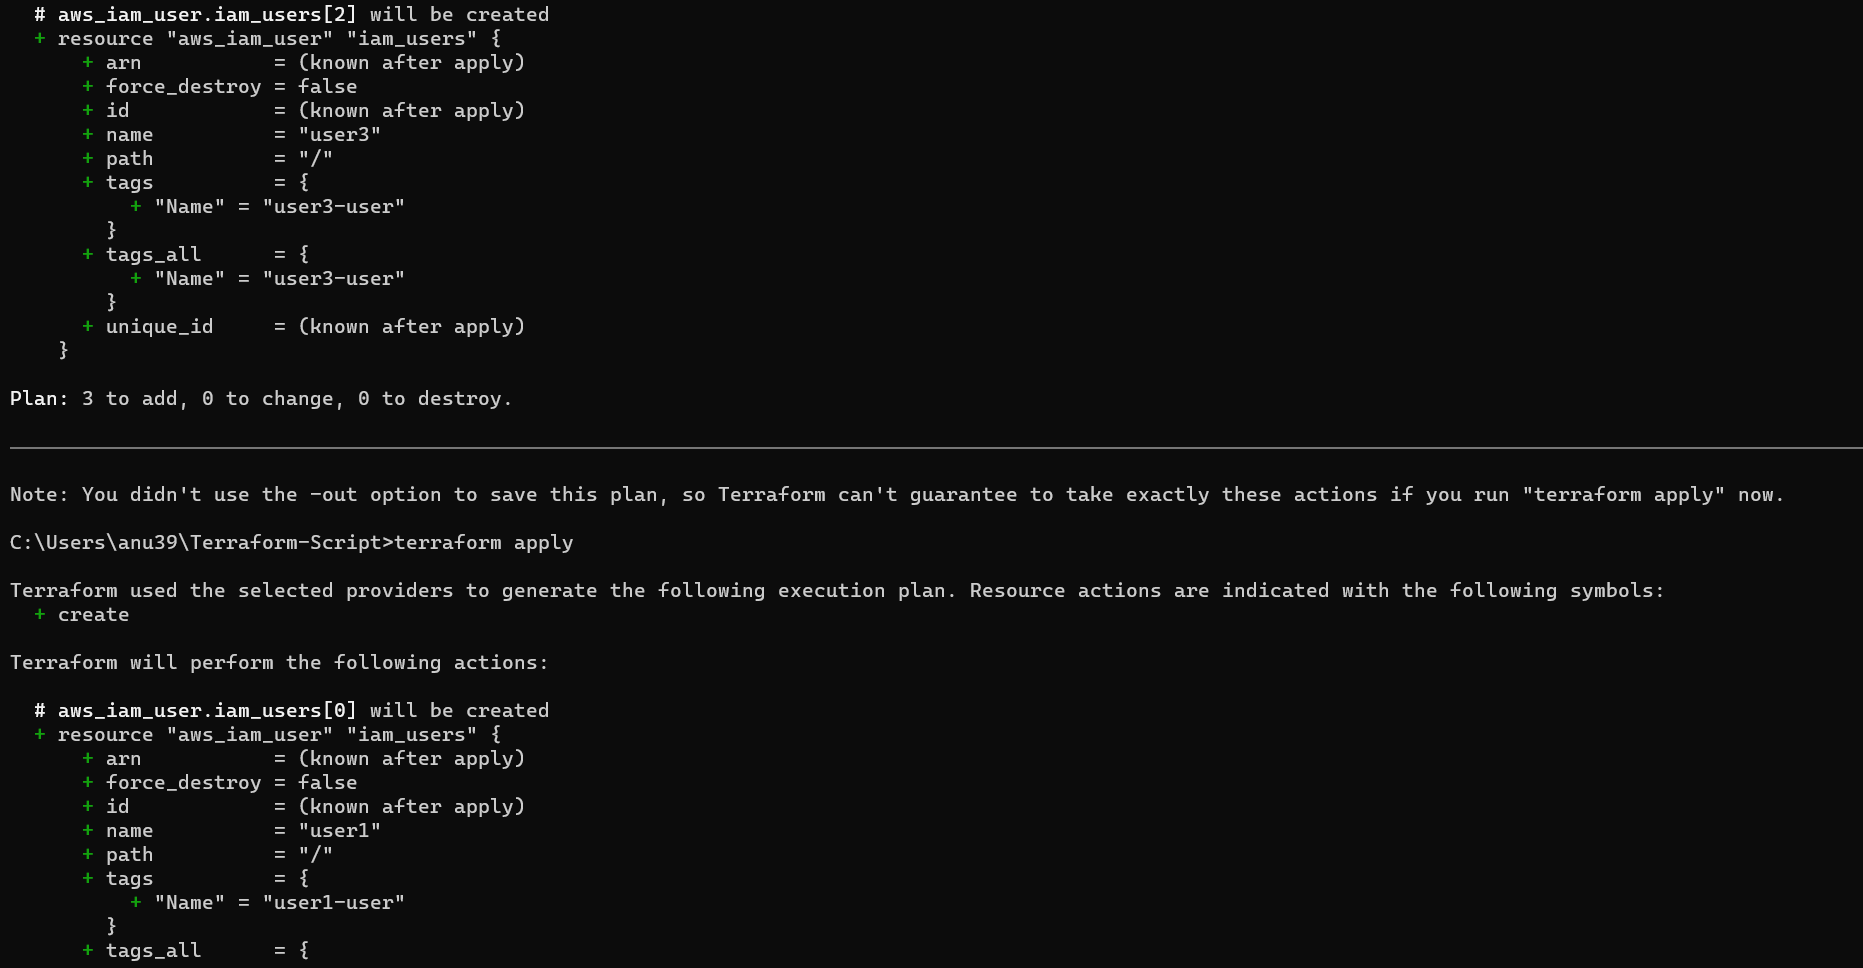 # aws_iam_user.iam_users[2] will be created
  + resource "aws_iam_user" "iam_users" {
      + arn           = (known after apply)
      + force_destroy = false
      + id            = (known after apply)
      + name          = "user3"
      + path          = "/"
      + tags          = {
          + "Name" = "user3-user"
        }
      + tags_all      = {
          + "Name" = "user3-user"
        }
      + unique_id     = (known after apply)
    }
Plan: 3 to add, 0 to change, 0 to destroy.
Note: You didn't use the -out option to save this plan, so Terraform can't guarantee to take exactly these actions if you run "terraform apply" now.
C:\Users\anu39\Terraform-Script>terraform apply
Terraform used the selected providers to generate the following execution plan. Resource actions are indicated with the following symbols:
  + create
Terraform will perform the following actions:
  # aws_iam_user.iam_users[0] will be created
  + resource "aws_iam_user" "iam_users" {
      + arn           = (known after apply)
      + force_destroy = false
      + id            = (known after apply)
      + name          = "user1"
      + path          = "/"
      + tags          = {
          + "Name" = "user1-user"
        }
      + tags_all      = {